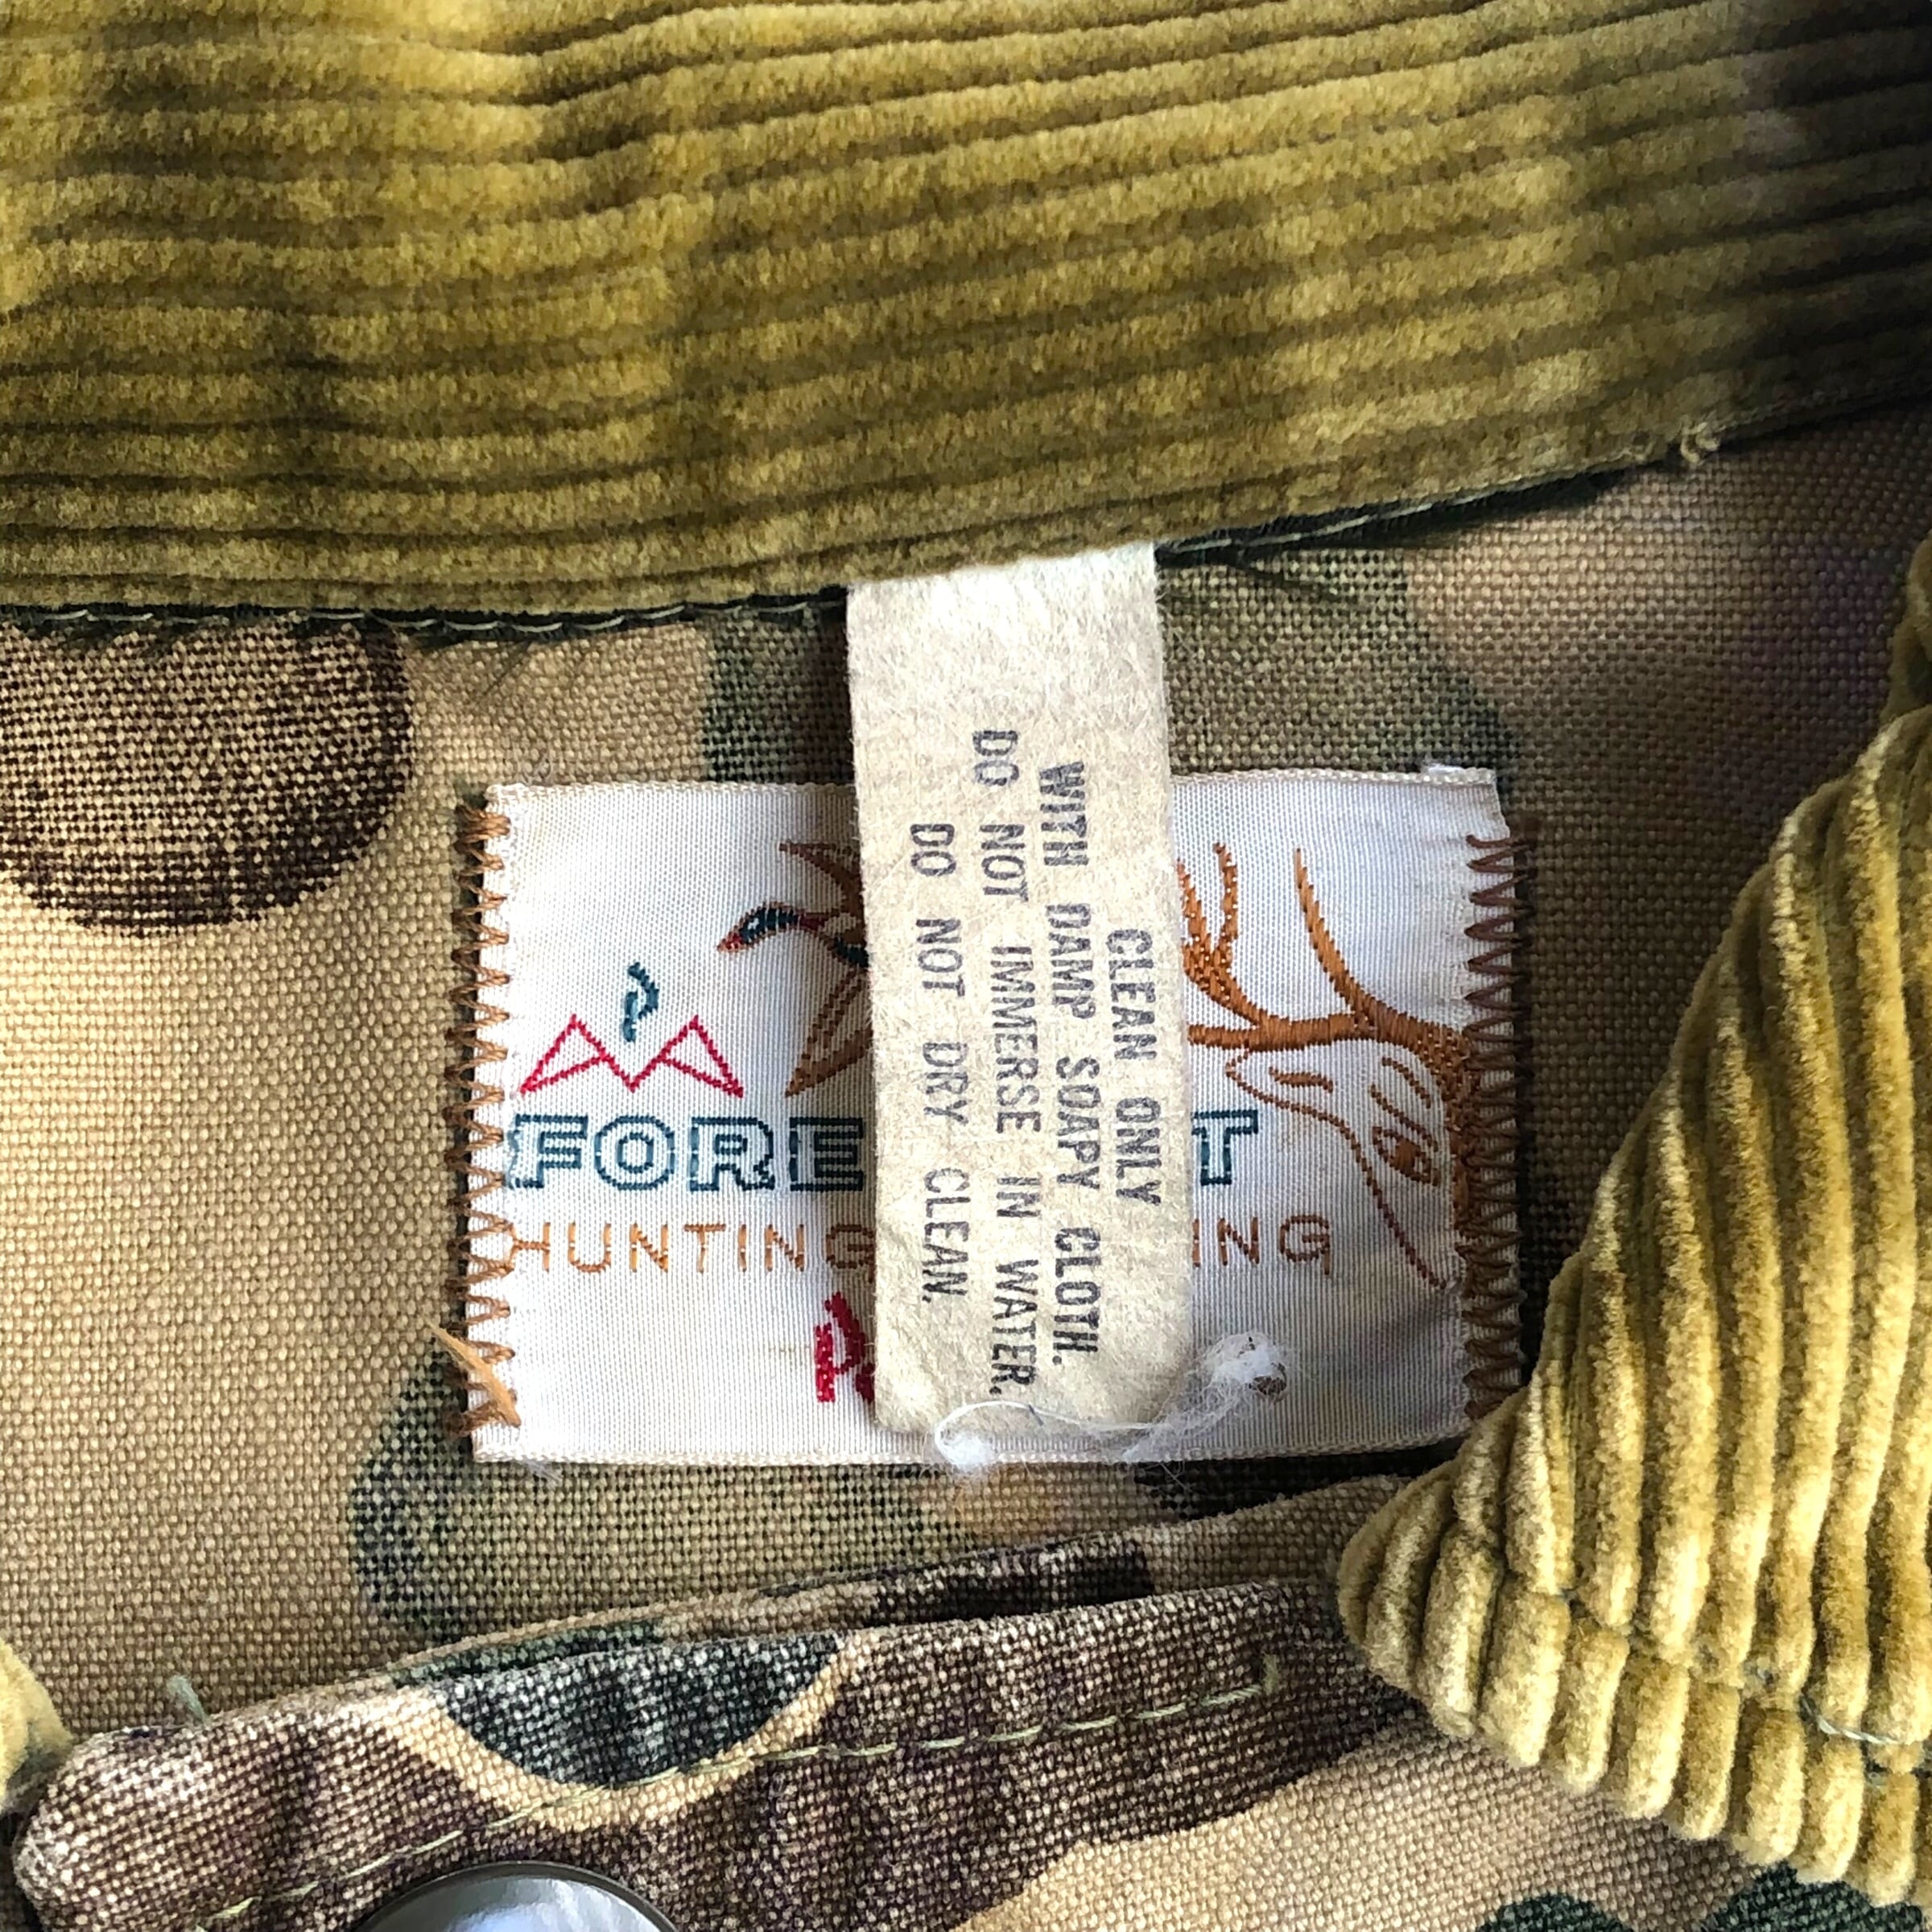 FORE T
HUNTING ING
CLEAN ONLY
WITH DAMP SOAPY CLOTH.
DO NOT IMMERSE IN WATER.
DO NOT DRY CLEAN.